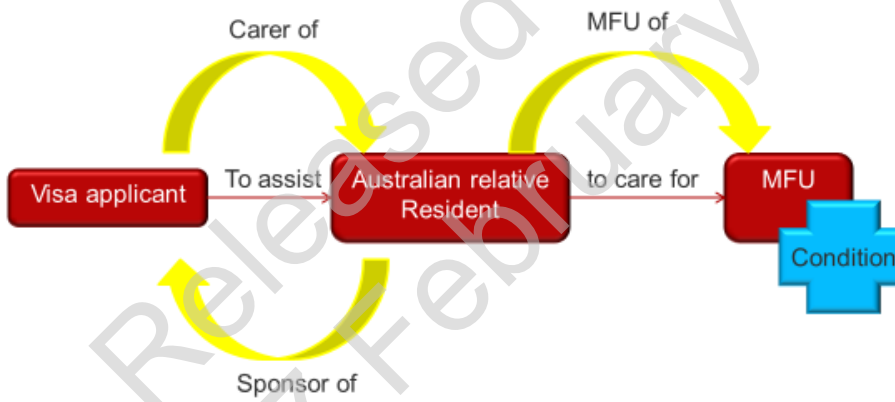 Carer of
MFU of
Visa applicant
To assist
Australian relative
Resident
to care for
MFU
Condition
Sponsor of
Released
February